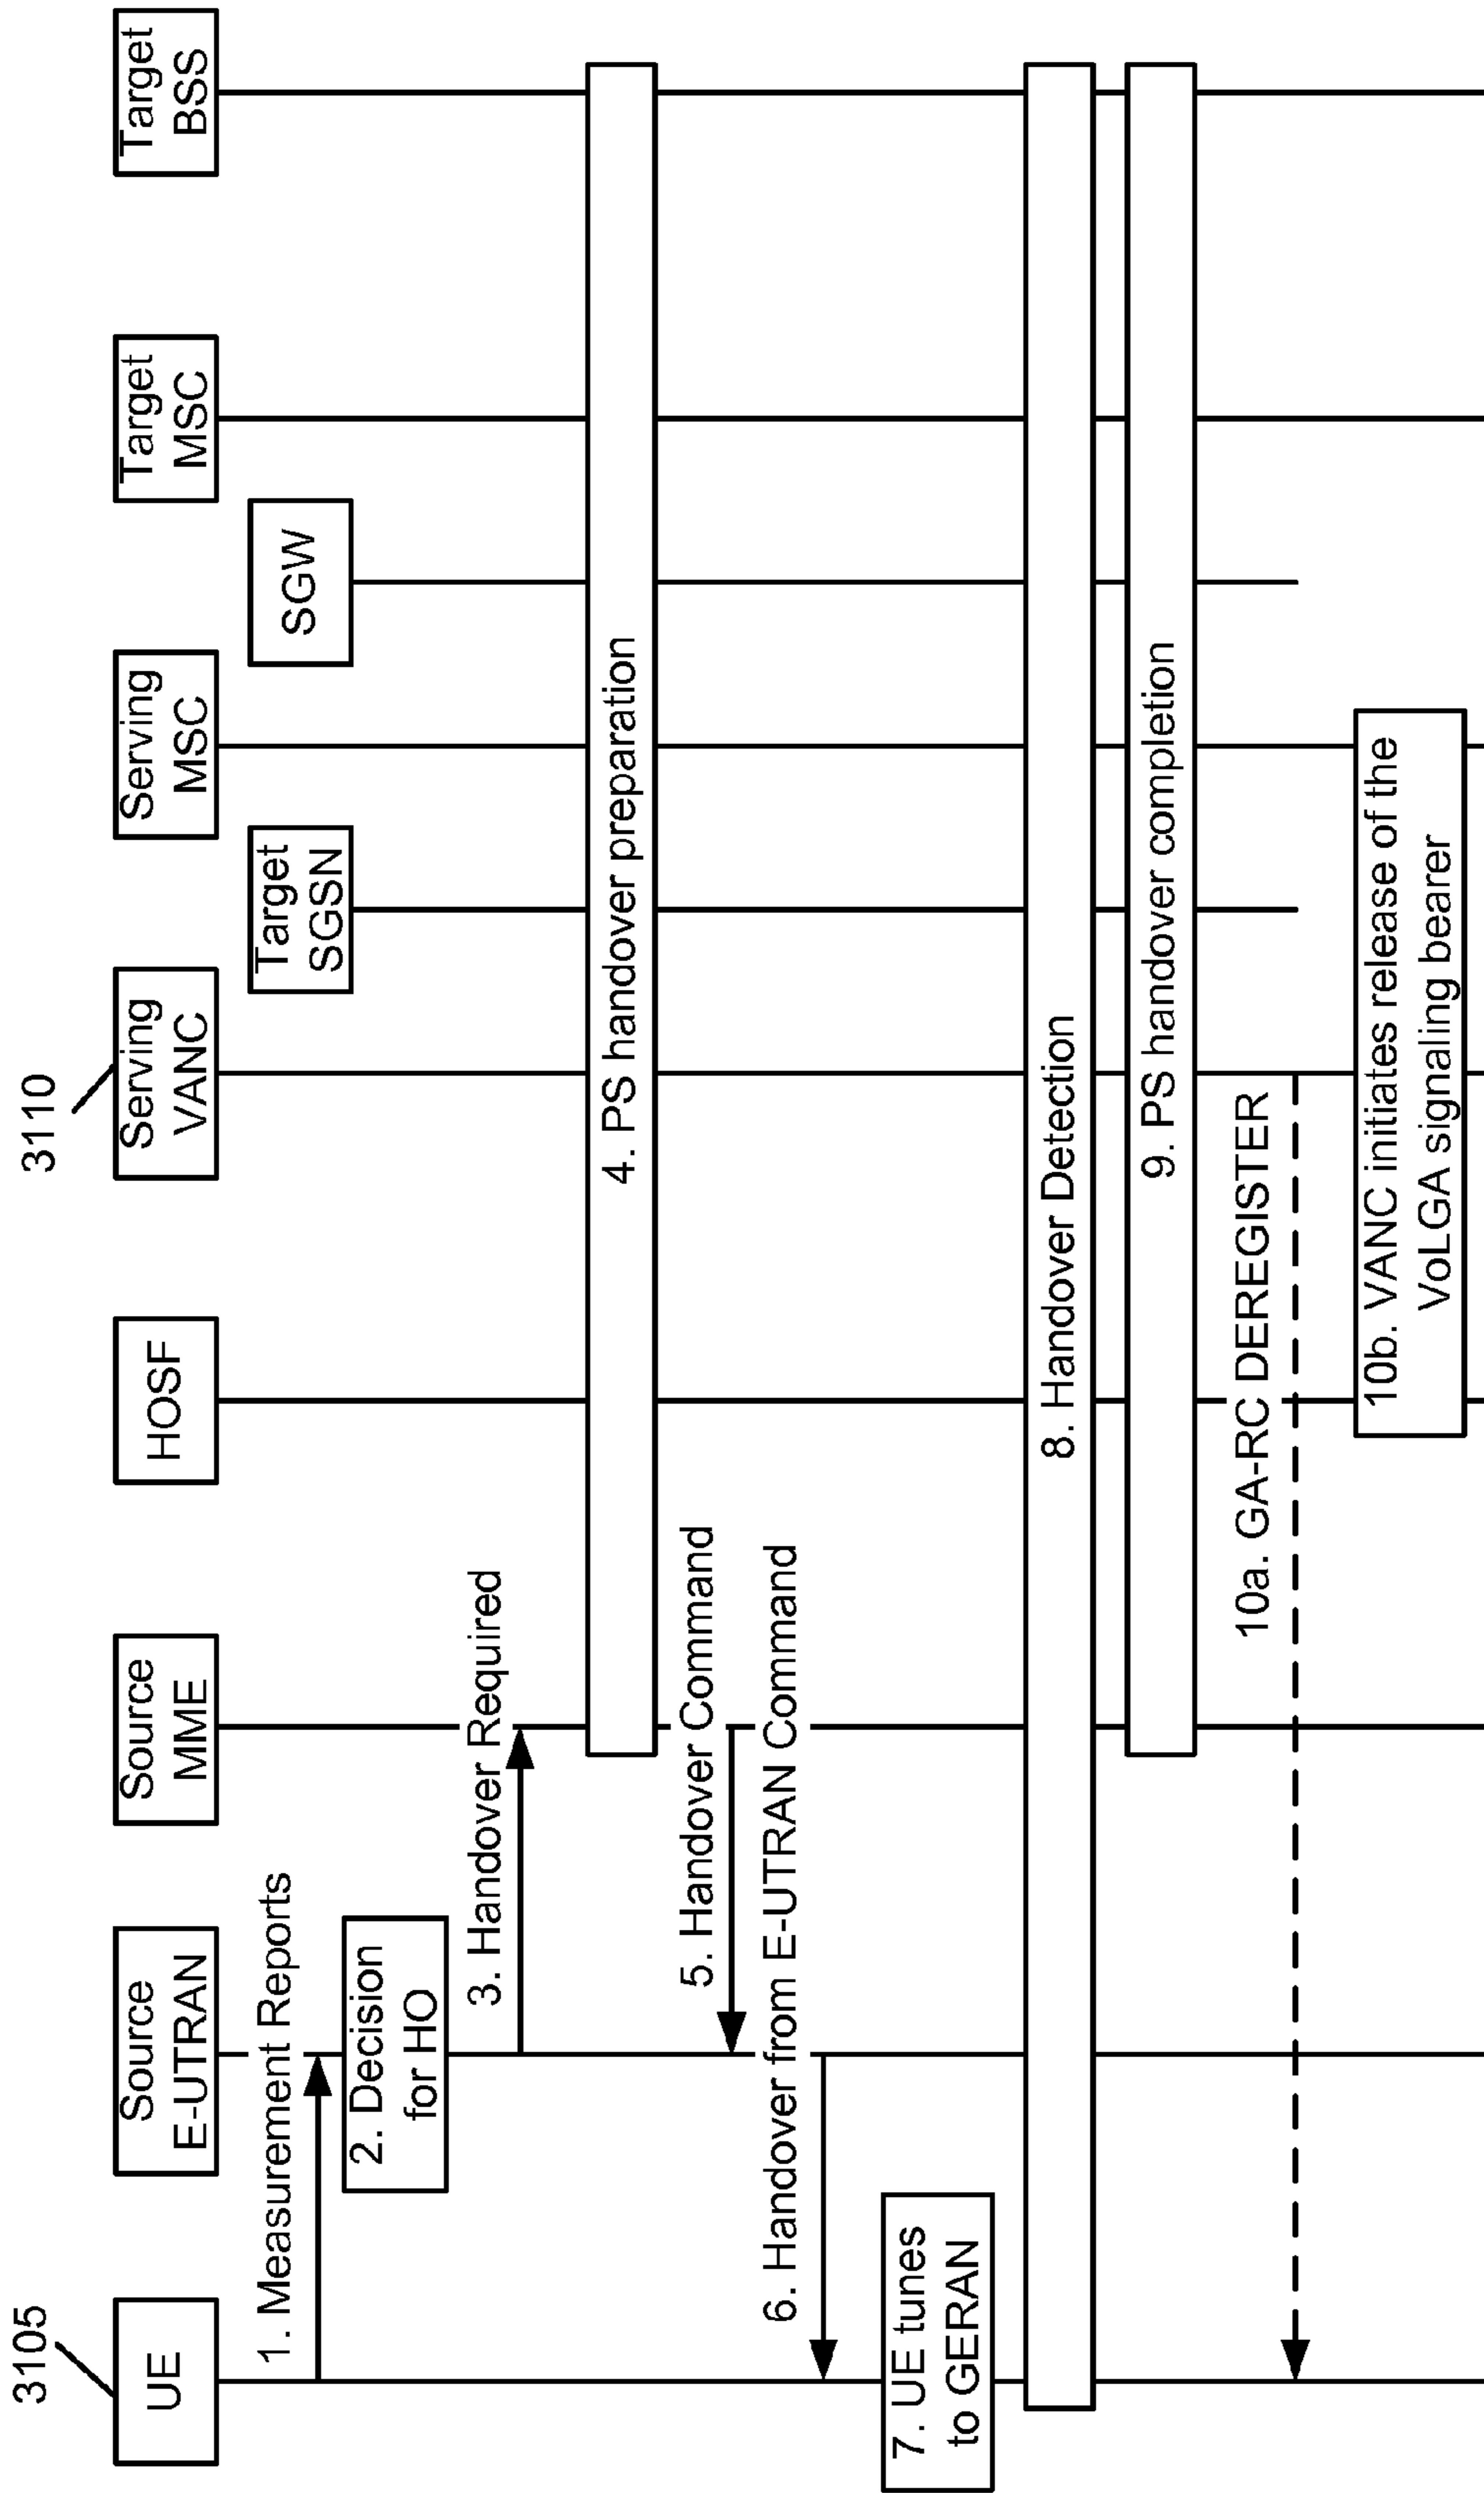 3105
3110
UE
Source
E-UTRAN
Source
MME
HOSF
Serving
VANC
Serving
MSC
Target
MSC
Target
BSS
Target
SGSN
SGW
1. Measurement Reports
2. Decision
for HO
3. Handover Required
4. PS handover preparation
5. Handover Command
6. Handover from E-UTRAN Command
7. UE tunes
to GERAN
8. Handover Detection
9. PS handover completion
10a. GA-RC DEREGISTER
10b. VANC initiates release of the
VoLGA signaling bearer